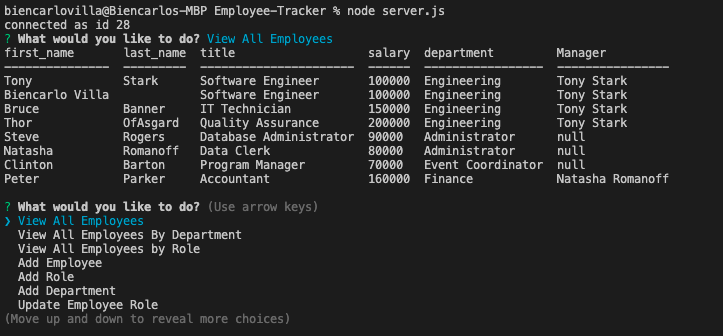 biencarlovilla@Biencarlos-MBP Employee-Tracker % node server.js
connected as id 28
? What would you like to do? View All Employees
first_name       last_name  title                   salary  department         Manager
---------------  ---------  ----------------------  ------  -----------------  ----------------
Tony             Stark      Software Engineer       100000  Engineering        Tony Stark
Biencarlo Villa             Software Engineer       100000  Engineering        Tony Stark
Bruce            Banner     IT Technician           150000  Engineering        Tony Stark
Thor             OfAsgard   Quality Assurance       200000  Engineering        Tony Stark
Steve            Rogers     Database Administrator  90000   Administrator      null
Natasha          Romanoff   Data Clerk              80000   Administrator      null
Clinton          Barton     Program Manager         70000   Event Coordinator  null
Peter            Parker     Accountant              160000  Finance            Natasha Romanoff
? What would you like to do? (Use arrow keys)
❯ View All Employees
  View All Employees By Department
  View All Employees by Role
  Add Employee
  Add Role
  Add Department
  Update Employee Role
(Move up and down to reveal more choices)